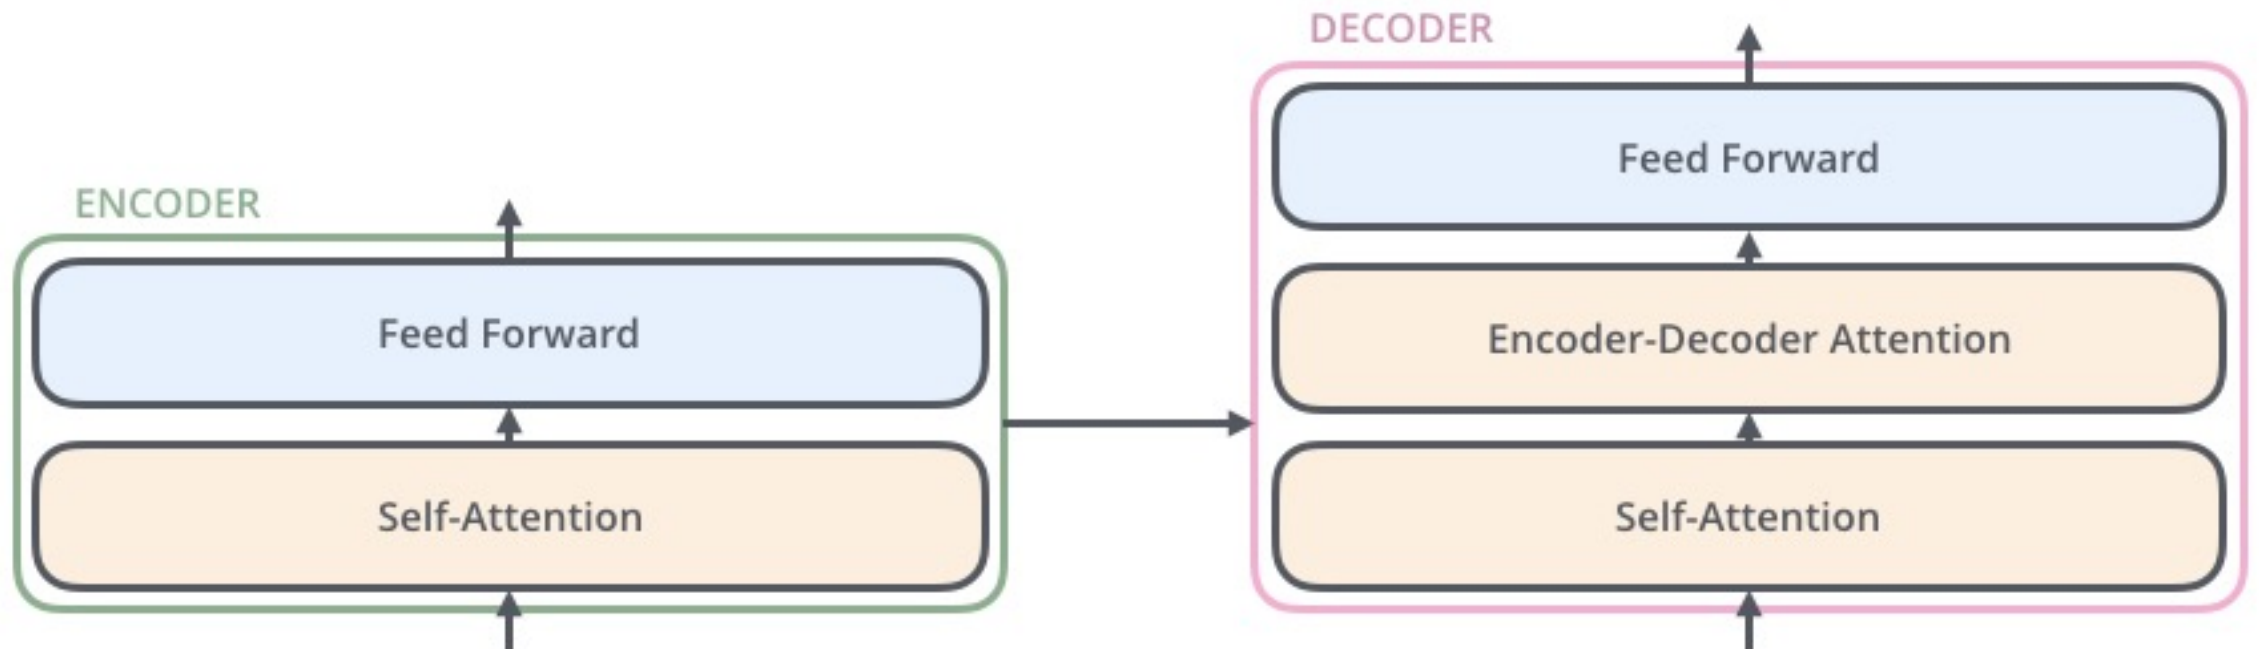 ENCODER
Feed Forward
Self-Attention
DECODER
Feed Forward
Encoder-Decoder Attention
Self-Attention